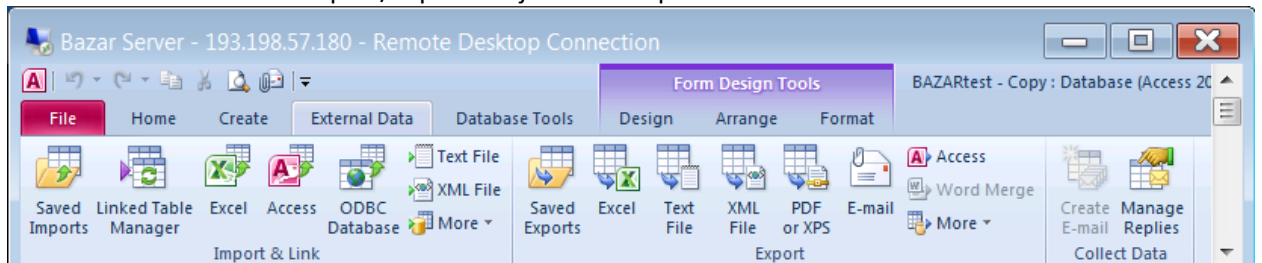 Bazar Server - 193.198.57.180 - Remote Desktop Connection
Form Design Tools BAZARtest - Copy : Database (Access 20
File Home Create External Data Database Tools Design Arrange Format
Saved Imports
Linked Table Manager
Excel
Access
ODBC Database
Text File
XML File
More
Import & Link
Saved Exports
Excel
Text File
XML File
PDF or XPS
E-mail
Access
Word Merge
More
Export
Create E-mail
Manage Replies
Collect Data